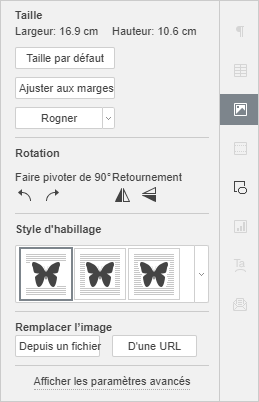 Taille
Largeur: 16.9 cm Hauteur: 10.6 cm
Taille par défaut
Ajuster aux marges
Rogner
Rotation
Faire pivoter de 90° Retournement
Style d'habillage
Remplacer l'image
Depuis un fichier D'une URL
Afficher les paramètres avancés
Ta